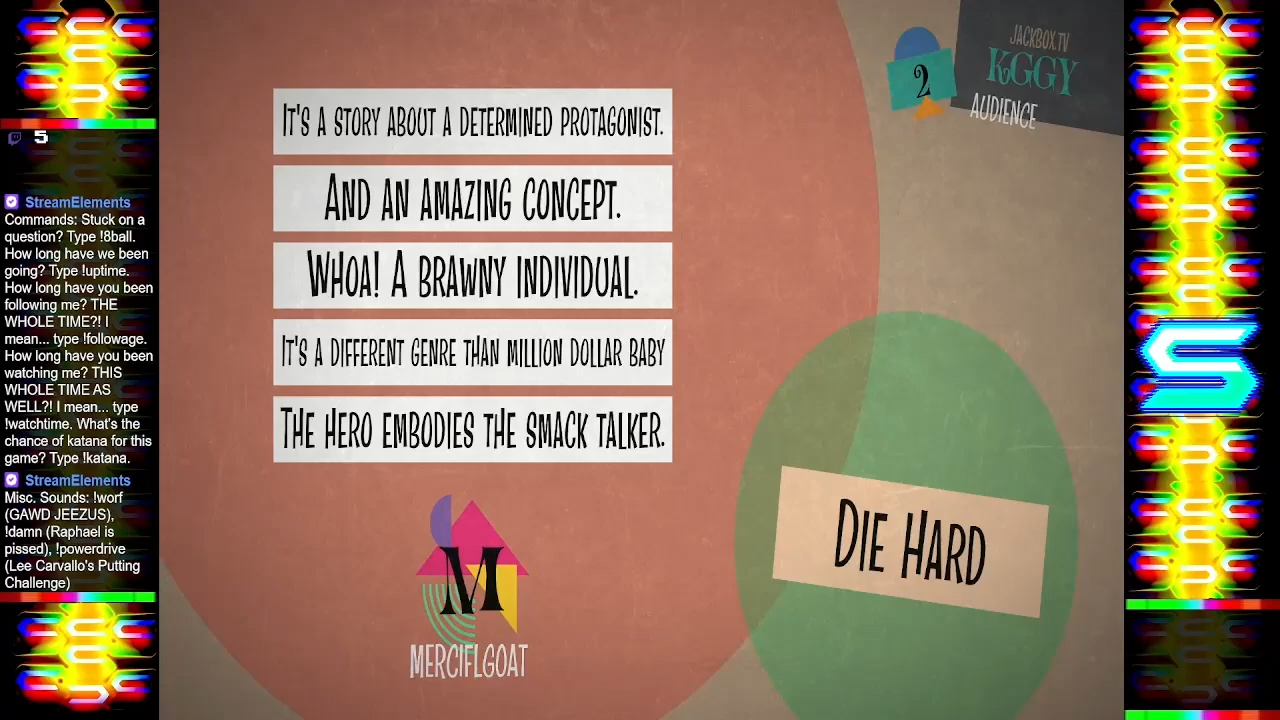 5
StreamElements
Commands: Stuck on a
question? Type !8ball.
How long have we been
going? Type !uptime.
How long have you been
following me? THE
WHOLE TIME?! I
mean... type !followage.
How long have you been
watching me? THIS
WHOLE TIME AS
WELL?! I mean... type
!watchtime. What's the
chance of katana for this
game? Type !katana.
StreamElements
Misc. Sounds: !worf
(GAWD JEEZUS),
!damn (Raphael is
pissed), !powerdrive
(Lee Carvallo's Putting
Challenge)
IT'S A STORY ABOUT A DETERMINED PROTAGONIST.
AND AN AMAZING CONCEPT.
WHOA! A BRAWNY INDIVIDUAL.
IT'S A DIFFERENT GENRE THAN MILLION DOLLAR BABY
THE HERO EMBODIES THE SMACK TALKER.
M
MERCIFLGOAT
2
JACKBOX.TV
KGGY
AUDIENCE
DIE HARD
S